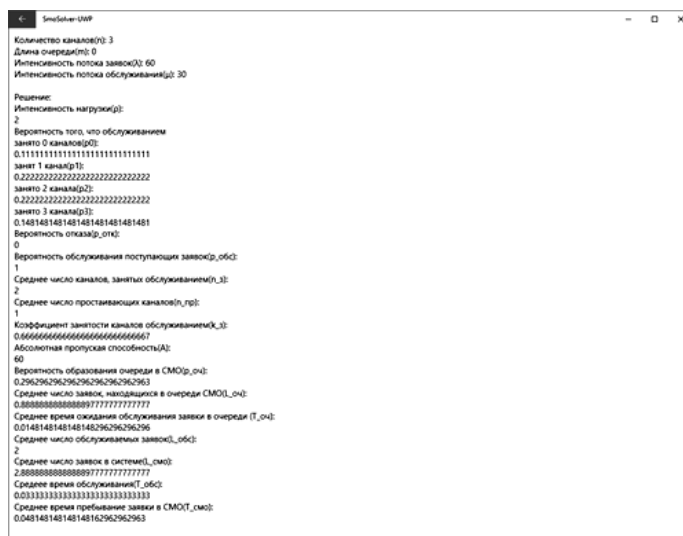 SmoSolver-UWP
Количество каналов(n): 3
Длина очереди(m): 0
Интенсивность потока заявок(λ): 60
Интенсивность потока обслуживания(μ): 30
Решение:
Интенсивность нагрузки(p):
2
Вероятность того, что обслуживанием
занято 0 каналов(p0):
0.1111111111111111111111111111
занят 1 канал(p1):
0.2222222222222222222222222222
занято 2 канала(p2):
0.2222222222222222222222222222
занято 3 канала(p3):
0.1481481481481481481481481481
Вероятность отказа(p_отк):
0
Вероятность обслуживания поступающих заявок(p_обс):
1
Среднее число каналов, занятых обслуживанием(n_з):
2
Среднее число простаивающих каналов(n_пр):
1
Коэффициент занятости каналов обслуживанием(k_з):
0.6666666666666666666666666667
Абсолютная пропуская способность(A):
60
Вероятность образования очереди в СМО(p_оч):
0.2962962962962962962962962963
Среднее число заявок, находящихся в очереди СМО(L_оч):
0.8888888888888897777777777777
Среднее время ожидания обслуживания заявки в очереди (T_оч):
0.0148148148148148296296296296
Среднее число обслуживаемых заявок(L_обс):
2
Среднее число заявок в системе(L_смо):
2.8888888888888897777777777777
Средеее время обслуживания(T_обс):
0.0333333333333333333333333333
Среднее время пребывание заявки в СМО(T_смо):
0.0481481481481481629629629630